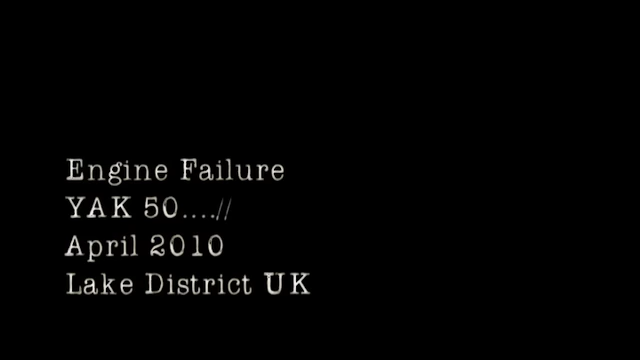 Engine Failure
YAK 50....//
April 2010
Lake District UK